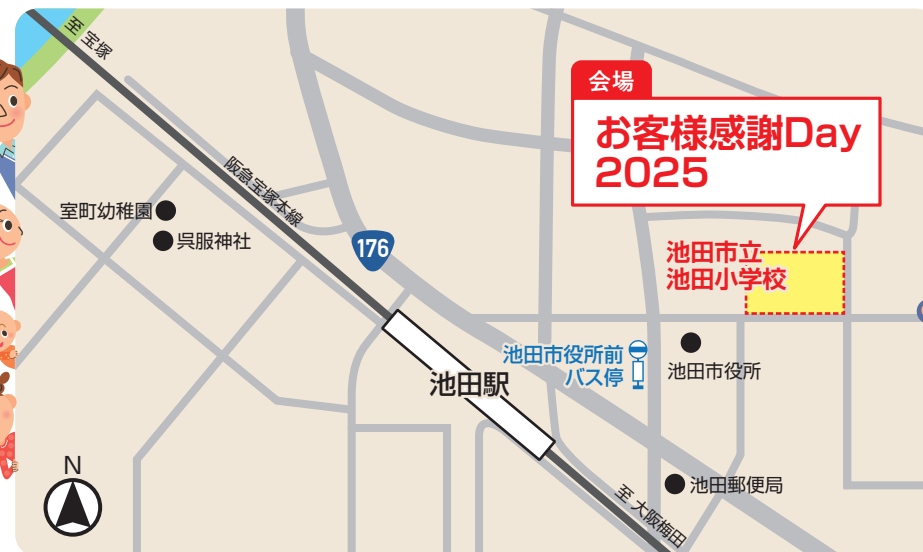 至 宝塚
会場
お客様感謝Day
2025
阪急宝塚本線
室町幼稚園
呉服神社
176
池田市立
池田小学校
池田市役所前
バス停
池田市役所
池田駅
N
池田郵便局
至 大阪梅田